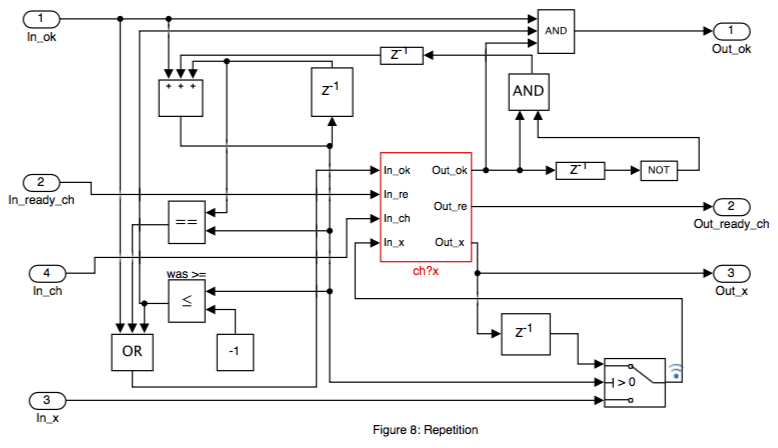 1
In_ok
AND
1
Out_ok
+ + +
Z-1
Z-1
AND
2
In_ready_ch
In_ok
Out_ok
In_re
In_ch
Out_re
In_x
Out_x
ch?x
Z-1
NOT
2
Out_ready_ch
==
4
In_ch
was >=
≤
3
Out_x
OR
-1
Z-1
> 0
3
In_x
Figure 8: Repetition